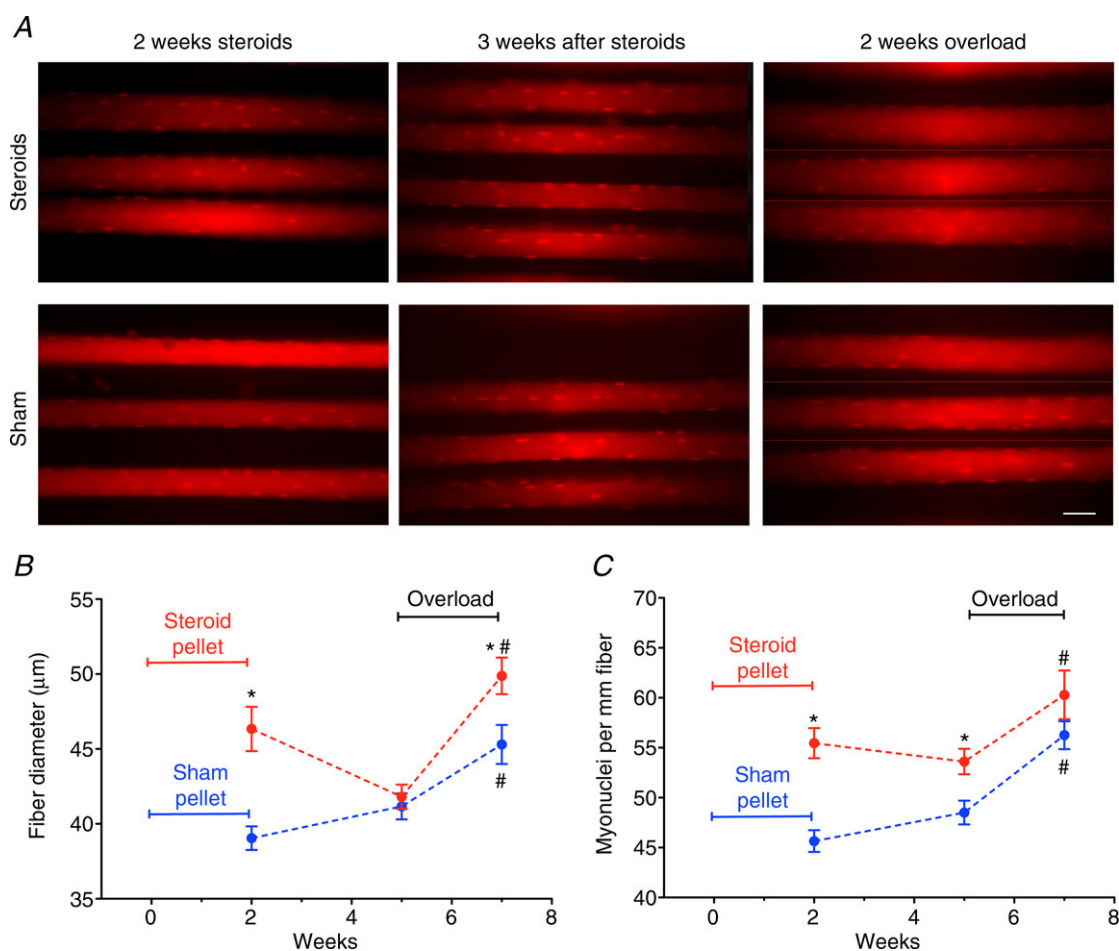 A
2 weeks steroids
3 weeks after steroids
2 weeks overload
Steroids
Sham
B
55
50
45
40
35
Fiber diameter (μm)
Steroid
pellet
Sham
pellet
Overload
*
* #
#
0
2
4
6
8
Weeks
C
70
65
60
55
50
45
40
Myonuclei per mm fiber
Steroid
pellet
Sham
pellet
Overload
*
*
#
#
0
2
4
6
8
Weeks